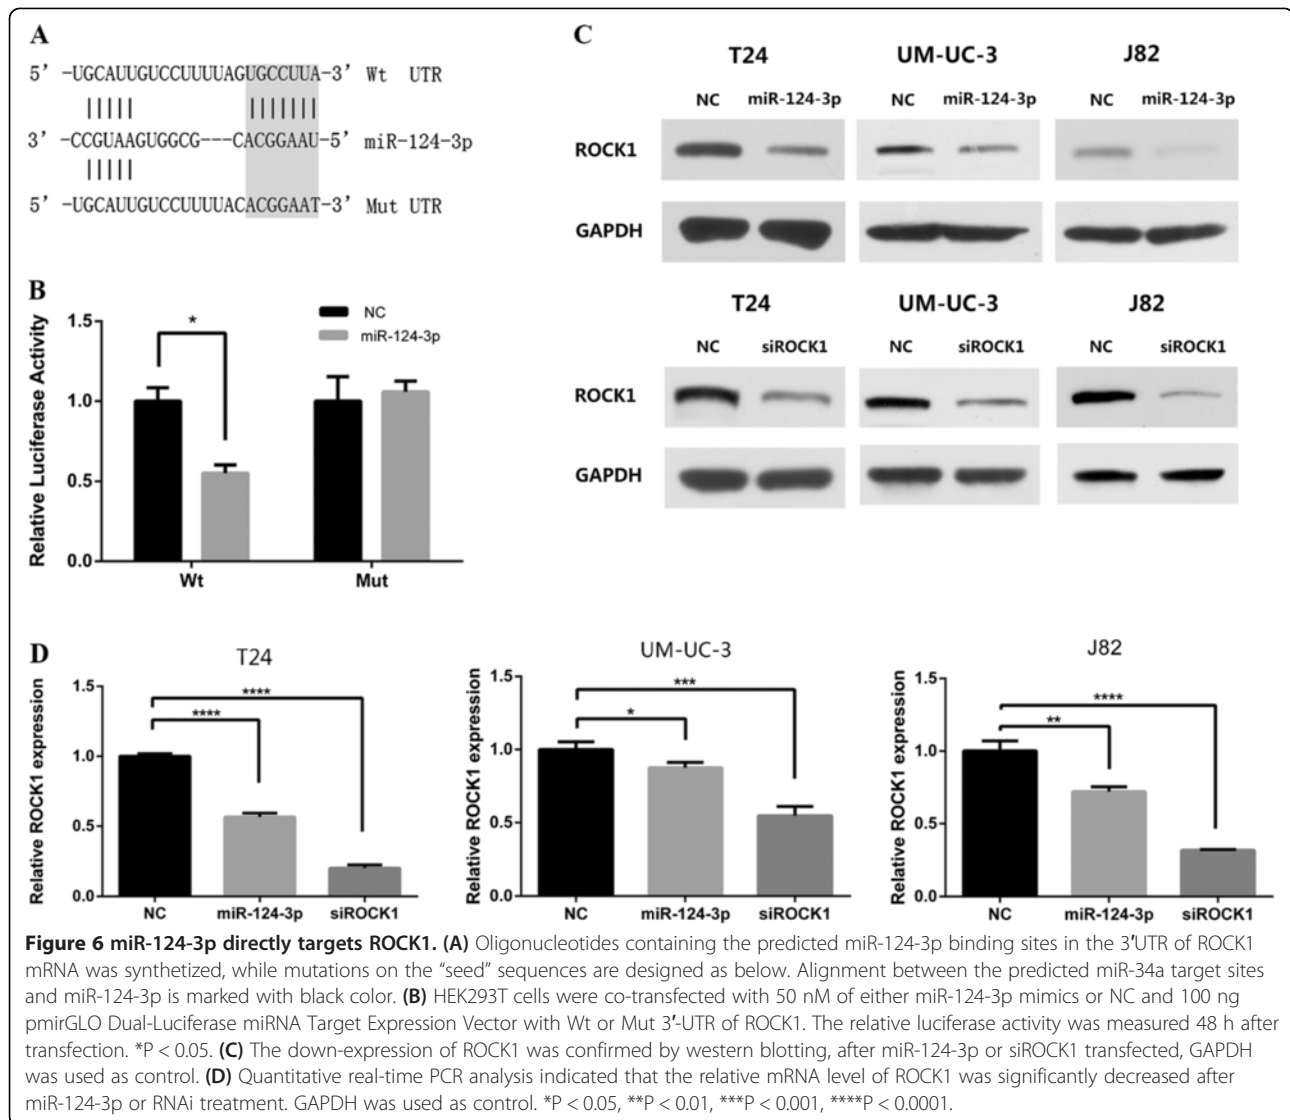 A
5' -UGCAUUGUCCUUUUAGUGCCUUA-3' Wt UTR
3' -CCGUAAGUGGCG---CACGGAAU-5' miR-124-3p
5' -UGCAUUGUCCUUUUACACGGAAT-3' Mut UTR
B
Relative Luciferase Activity
1.5
1.0
0.5
0.0
*
NC
miR-124-3p
Wt Mut
C
T24 UM-UC-3 J82
NC miR-124-3p NC miR-124-3p NC miR-124-3p
ROCK1
GAPDH
T24 UM-UC-3 J82
NC siROCK1 NC siROCK1 NC siROCK1
ROCK1
GAPDH
D
T24
Relative ROCK1 expression
1.5
1.0
0.5
0.0
****
****
NC miR-124-3p siROCK1
UM-UC-3
Relative ROCK1 expression
1.5
1.0
0.5
0.0
***
*
NC miR-124-3p siROCK1
J82
Relative ROCK1 expression
1.5
1.0
0.5
0.0
****
**
NC miR-124-3p siROCK1
Figure 6 miR-124-3p directly targets ROCK1. (A) Oligonucleotides containing the predicted miR-124-3p binding sites in the 3′UTR of ROCK1
mRNA was synthetized, while mutations on the “seed” sequences are designed as below. Alignment between the predicted miR-34a target sites
and miR-124-3p is marked with black color. (B) HEK293T cells were co-transfected with 50 nM of either miR-124-3p mimics or NC and 100 ng
pmirGLO Dual-Luciferase miRNA Target Expression Vector with Wt or Mut 3′-UTR of ROCK1. The relative luciferase activity was measured 48 h after
transfection. *P < 0.05. (C) The down-expression of ROCK1 was confirmed by western blotting, after miR-124-3p or siROCK1 transfected, GAPDH
was used as control. (D) Quantitative real-time PCR analysis indicated that the relative mRNA level of ROCK1 was significantly decreased after
miR-124-3p or RNAi treatment. GAPDH was used as control. *P < 0.05, **P < 0.01, ***P < 0.001, ****P < 0.0001.